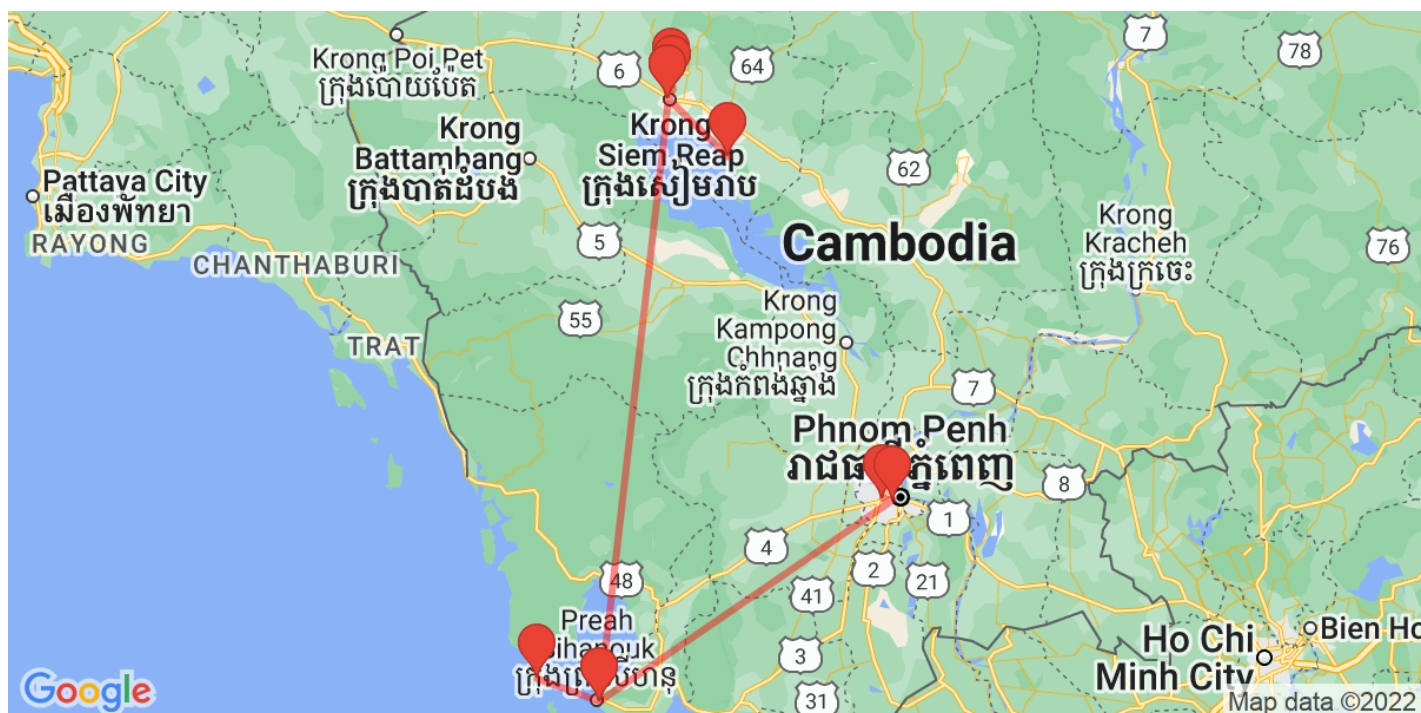 7
78
Krong Poi Pet
ក្រុងប៉ោយប៉ែត
6
64
Krong
Battambang
ក្រុងបាត់ដំបង
Krong
Siem Reap
ក្រុងសៀមរាប
62
Pattaya City
เมืองพัทยา
RAYONG
CHANTHABURI
5
Cambodia
Krong
Kracheh
ក្រុងក្រចេះ
76
55
TRAT
Krong
Kampong
Chhnang
ក្រុងកំពង់ឆ្នាំង
7
Phnom Penh
ភ្នំពេញ
8
1
4
2
21
48
41
Preah
Sihanouk
3
31
Ho Chi
Minh City
Bien Ho
Google
Map data ©2022